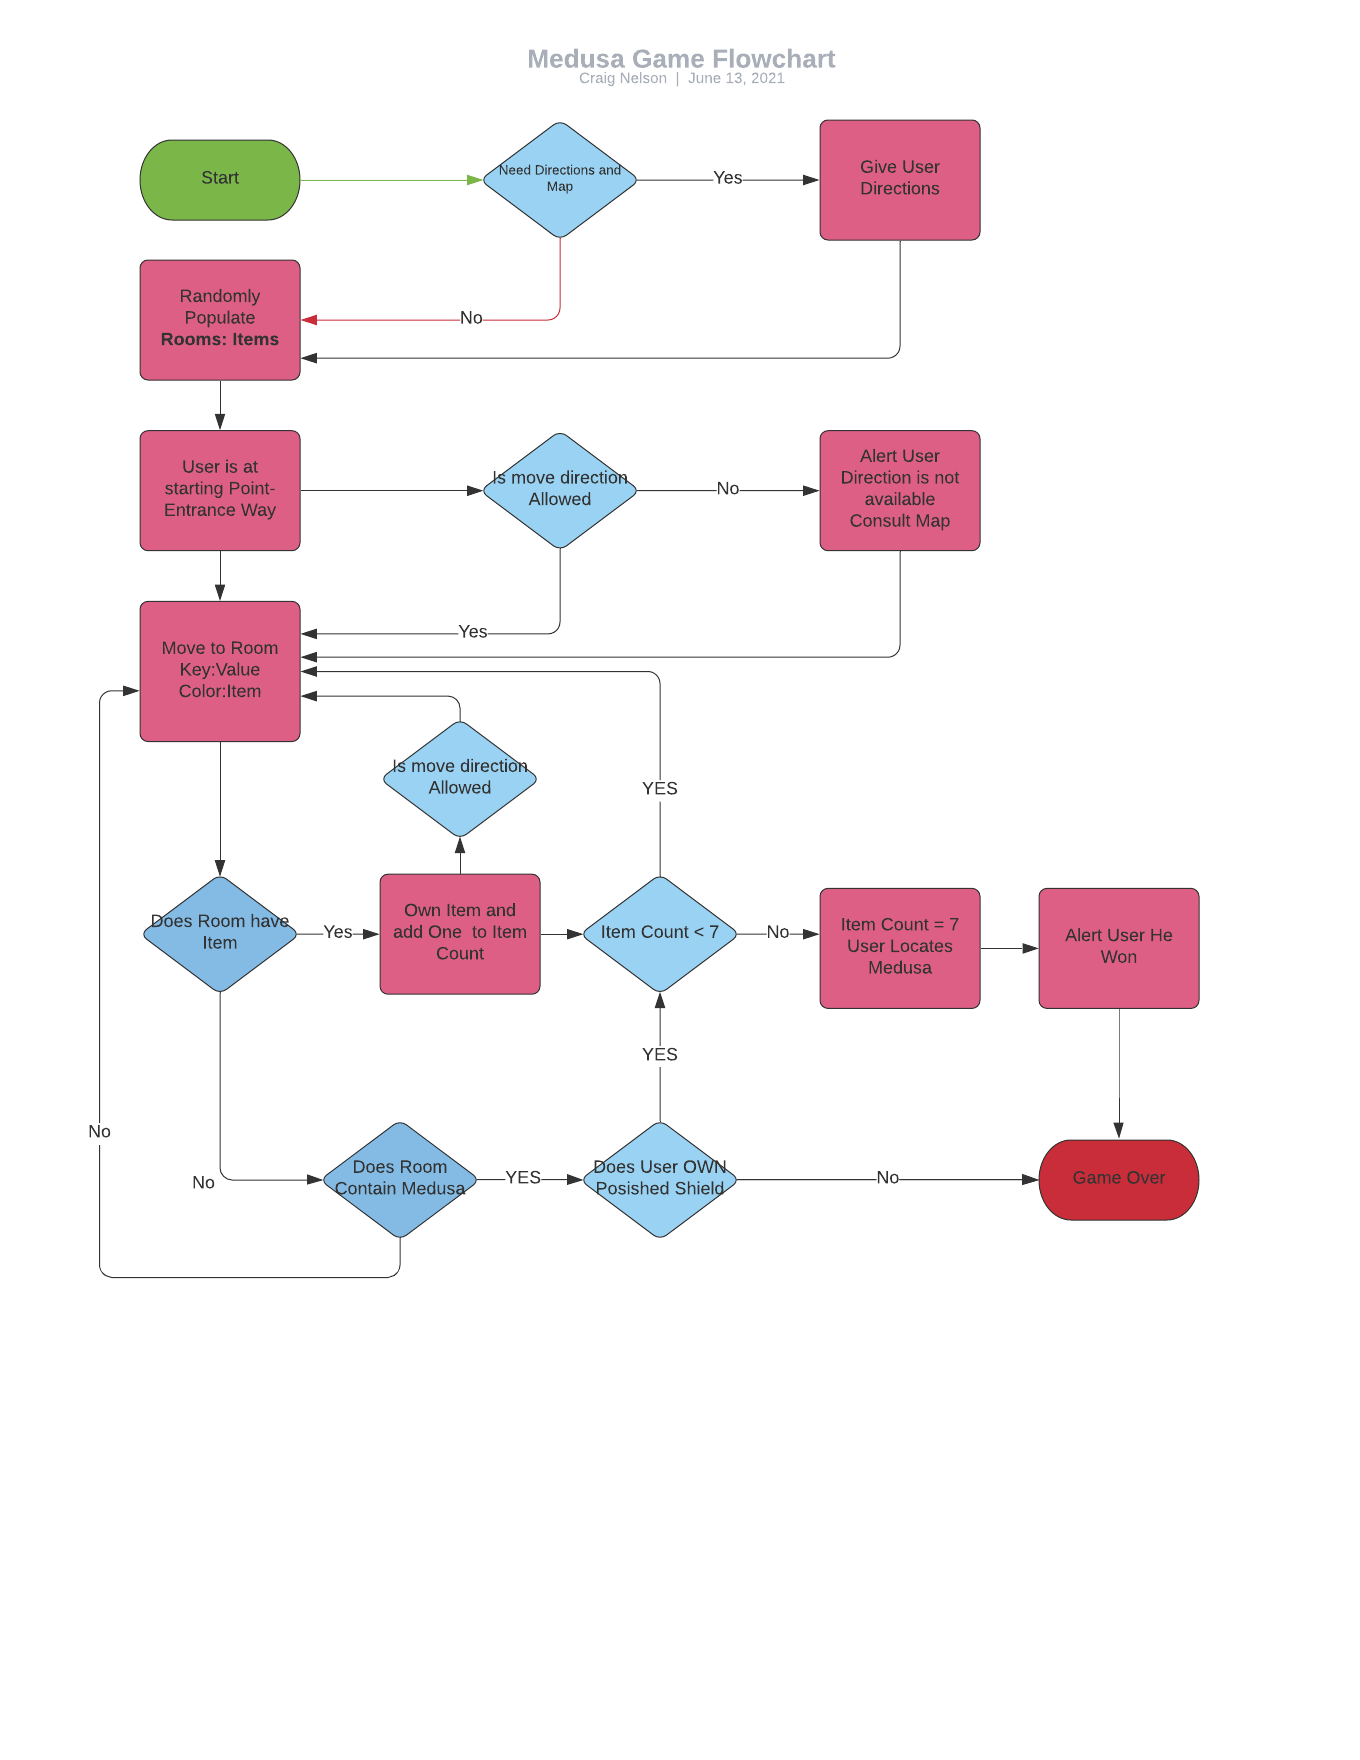 Medusa Game Flowchart
Craig Nelson | June 13, 2021
Start
Need Directions and
Map
Yes
Give User
Directions
Randomly
Populate
Rooms: Items
No
User is at
starting Point-
Entrance Way
Is move direction
Allowed
No
Alert User
Direction is not
available
Consult Map
Yes
Move to Room
Key:Value
Color:Item
Is move direction
Allowed
YES
Does Room have
Item
Yes
Own Item and
add One  to Item
Count
Item Count < 7
No
Item Count = 7
User Locates
Medusa
Alert User He
Won
YES
No
No
Does Room
Contain Medusa
YES
Does User OWN
Posished Shield
No
Game Over